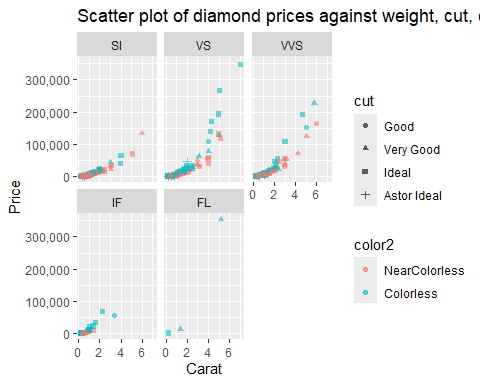 Scatter plot of diamond prices against weight, cut,
SI VS VVS
300,000
200,000
100,000
0
IF FL
300,000
200,000
100,000
0
0 2 4 6
0 2 4 6
0 2 4 6
Price
Carat
cut
Good
Very Good
Ideal
Astor Ideal
color2
NearColorless
Colorless